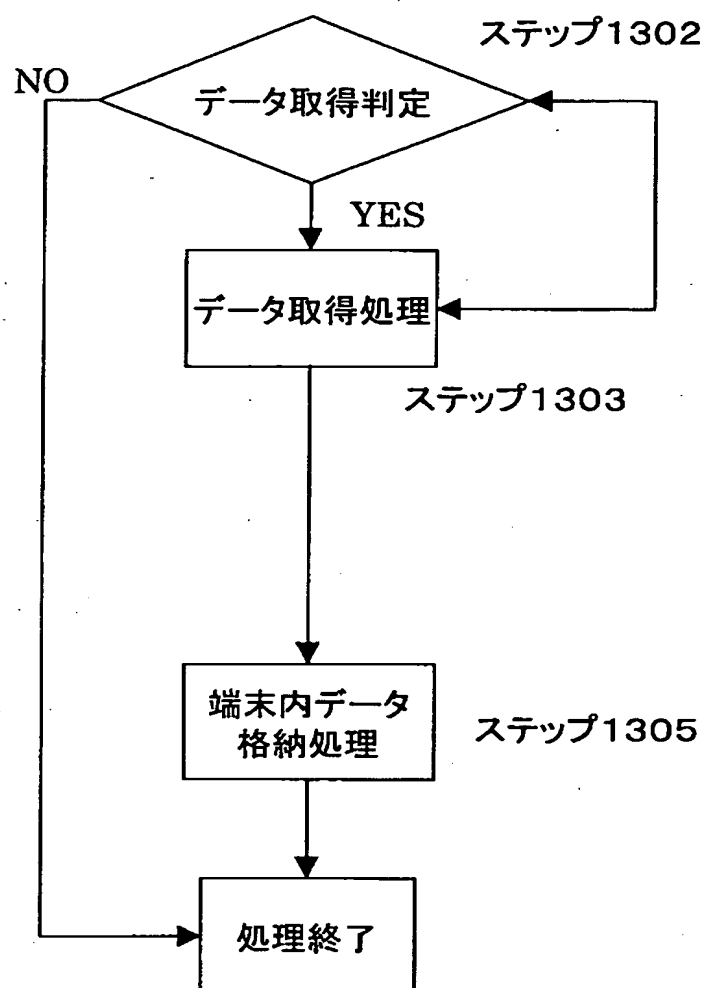 ステップ1302
NO
データ取得判定
YES
データ取得処理
ステップ1303
端末内データ
格納処理
ステップ1305
処理終了